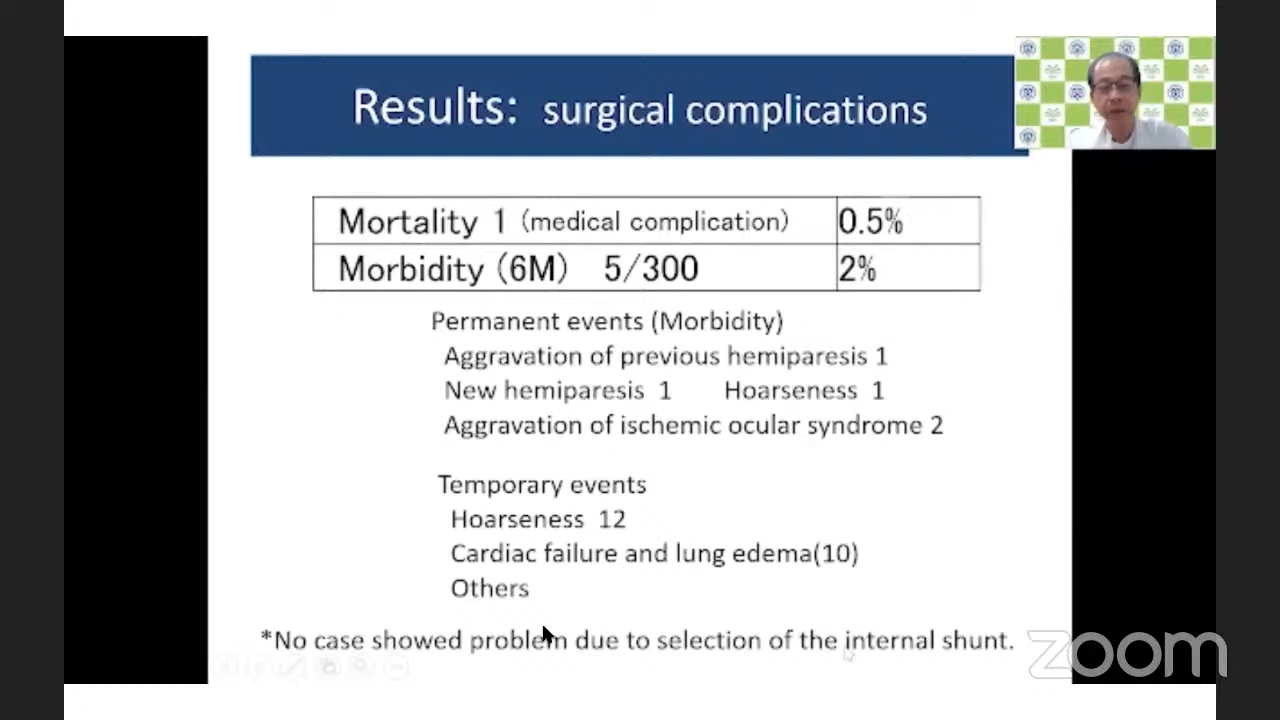 Results: surgical complications
Mortality 1 (medical complication) 0.5%
Morbidity (6M) 5/300 2%
Permanent events (Morbidity)
Aggravation of previous hemiparesis 1
New hemiparesis 1 Hoarseness 1
Aggravation of ischemic ocular syndrome 2
Temporary events
Hoarseness 12
Cardiac failure and lung edema(10)
Others
*No case showed problem due to selection of the internal shunt.
zoom